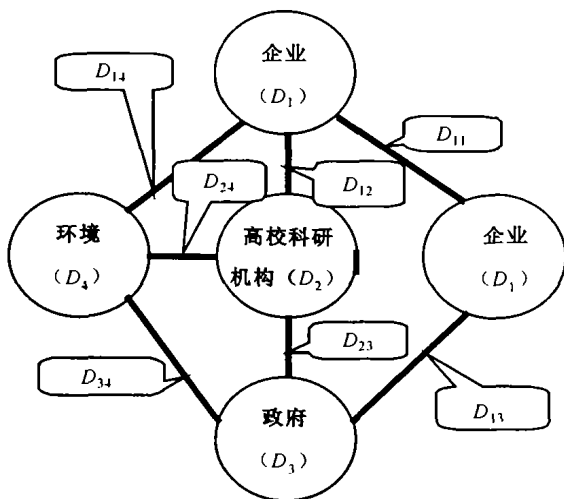 企业
(D₁)
D₁₄
D₁₁
D₂₄
D₁₂
环境
(D₄)
高校科研
机构 (D₂)
企业
(D₁)
D₂₃
D₃₄
D₁₃
政府
(D₃)